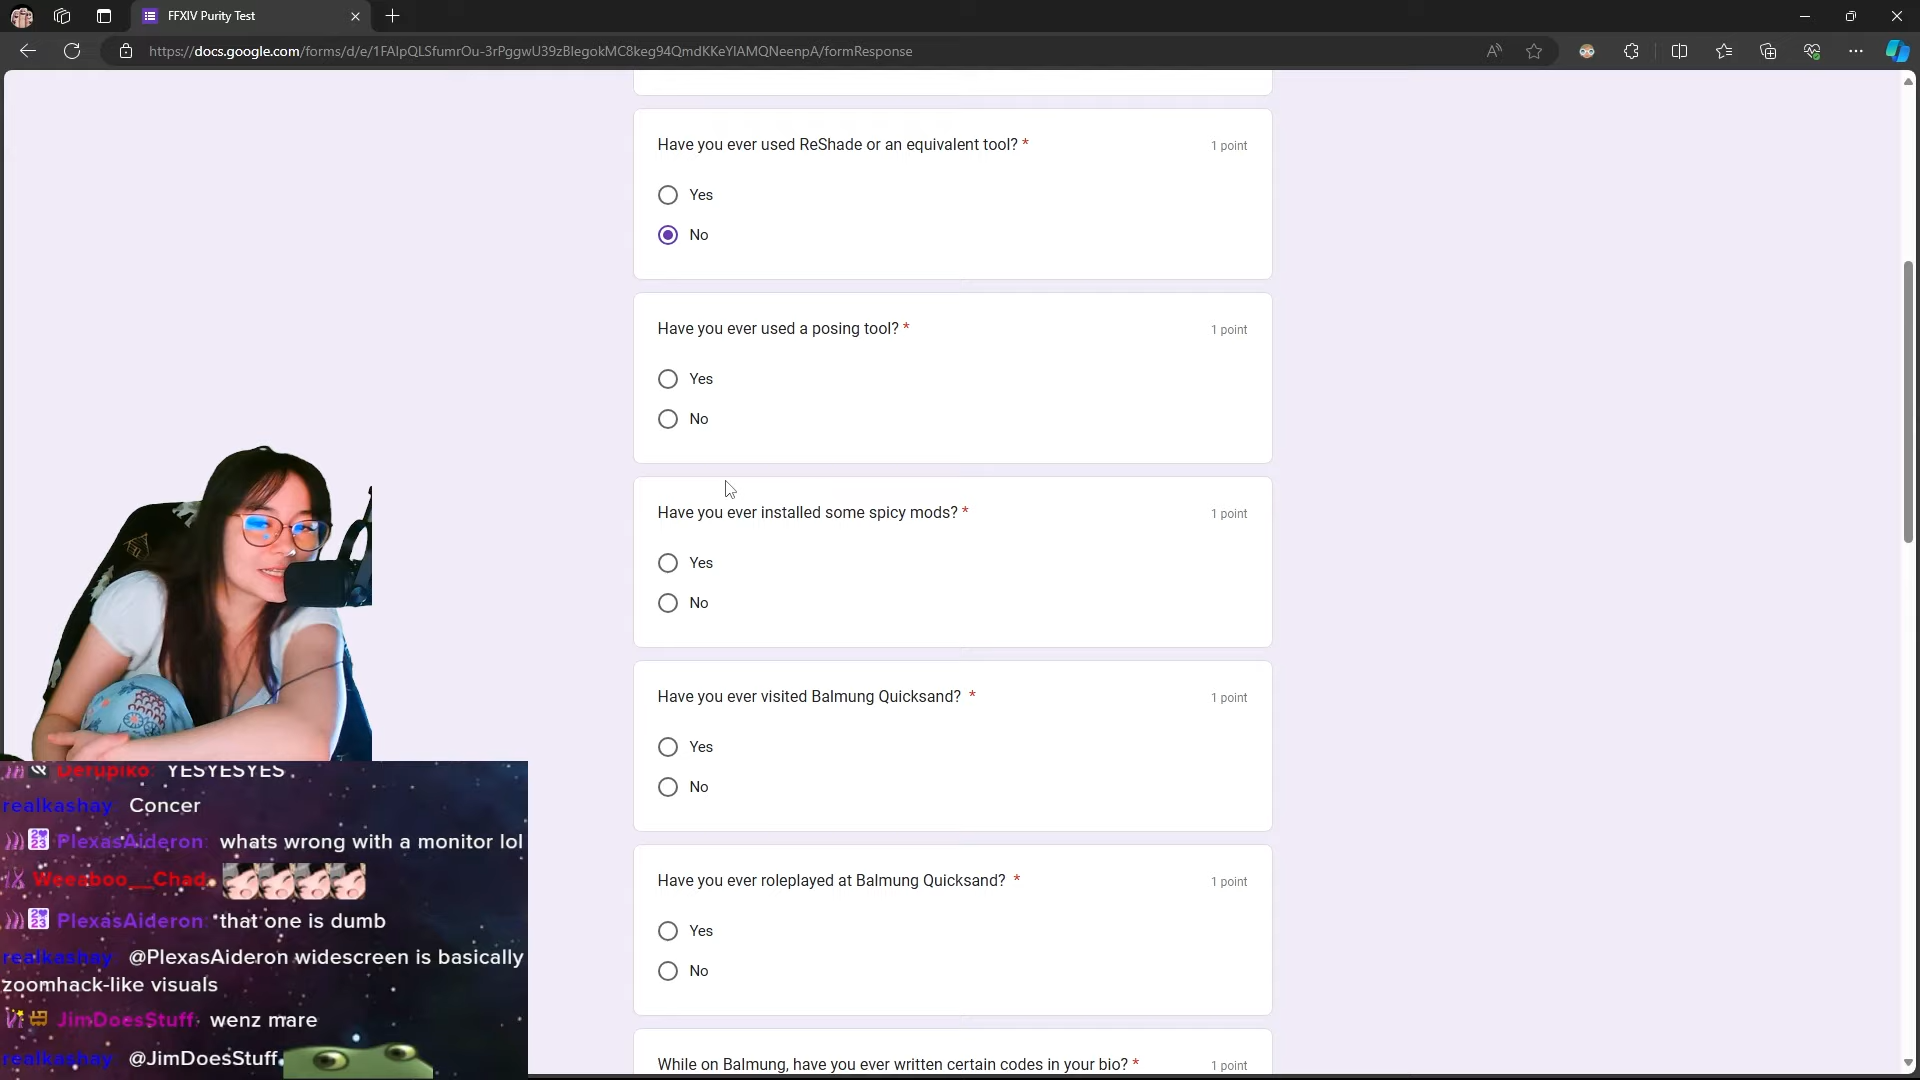 FFXIV Purity Test
https://docs.google.com/forms/d/e/1FAIpQLSfumrOu-3rPggwU39zBlegokMC8keg94QmdKKeYlAMQNeenpA/formResponse
Have you ever used ReShade or an equivalent tool? *
1 point
Yes
No
Have you ever used a posing tool? *
1 point
Yes
No
Have you ever installed some spicy mods? *
1 point
Yes
No
Have you ever visited Balmung Quicksand? *
1 point
Yes
No
Have you ever roleplayed at Balmung Quicksand? *
1 point
Yes
No
While on Balmung, have you ever written certain codes in your bio? *
1 point
Derupiko: YESYESYES
realkashay Concer
PlexasAideron: whats wrong with a monitor lol
Weeaboo__Chad:
PlexasAideron: that one is dumb
realkashay @PlexasAideron widescreen is basically
zoomhack-like visuals
JimDoesStuff: wenz mare
realkashay @JimDoesStuff